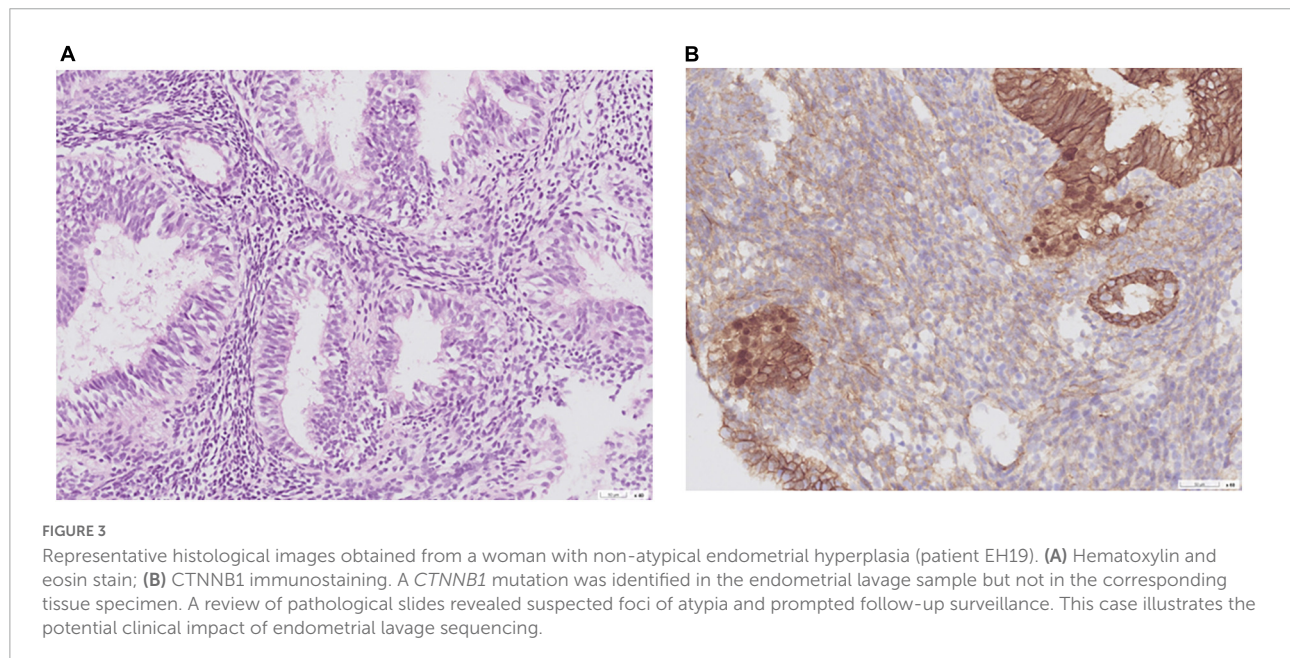 A
B
FIGURE 3
Representative histological images obtained from a woman with non-atypical endometrial hyperplasia (patient EH19). (A) Hematoxylin and
eosin stain; (B) CTNNB1 immunostaining. A CTNNB1 mutation was identified in the endometrial lavage sample but not in the corresponding
tissue specimen. A review of pathological slides revealed suspected foci of atypia and prompted follow-up surveillance. This case illustrates the
potential clinical impact of endometrial lavage sequencing.